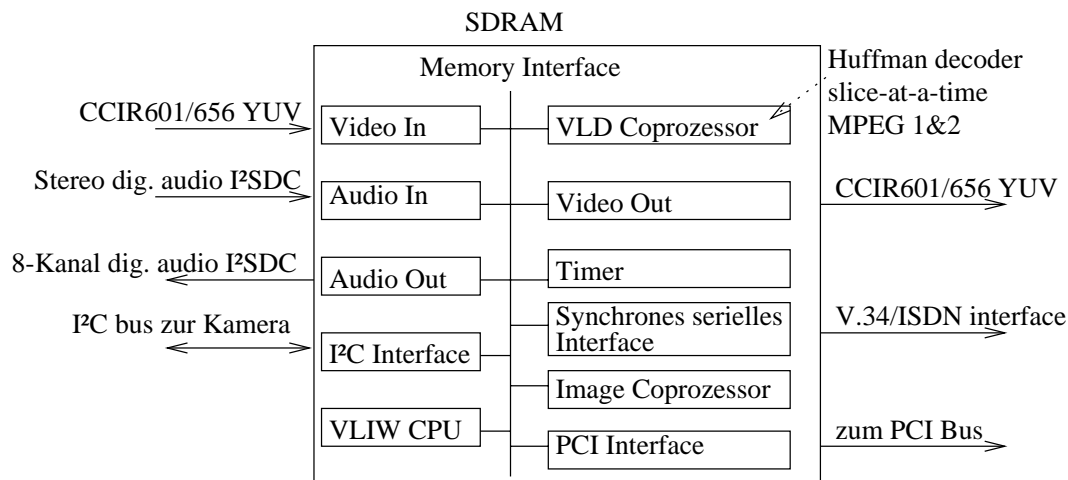 SDRAM
Memory Interface
Huffman decoder
slice-at-a-time
MPEG 1&2
CCIR601/656 YUV
Video In
VLD Coprozessor
Stereo dig. audio I²SDC
Audio In
Video Out
CCIR601/656 YUV
8-Kanal dig. audio I²SDC
Audio Out
Timer
I²C bus zur Kamera
I²C Interface
Synchrones serielles
Interface
V.34/ISDN interface
Image Coprozessor
VLIW CPU
PCI Interface
zum PCI Bus